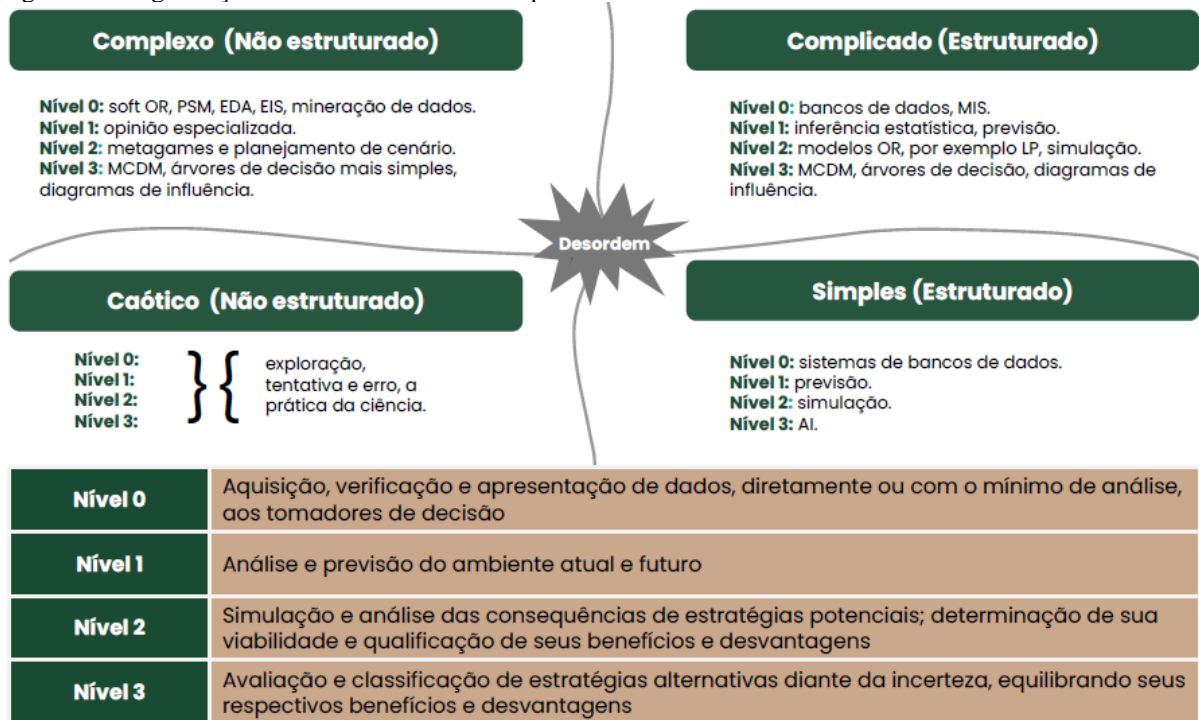 Complexo (Não estruturado)
Nível 0: soft OR, PSM, EDA, EIS, mineração de dados.
Nível 1: opinião especializada.
Nível 2: metagames e planejamento de cenário.
Nível 3: MCDM, árvores de decisão mais simples,
diagramas de influência.
Complicado (Estruturado)
Nível 0: bancos de dados, MIS.
Nível 1: inferência estatística, previsão.
Nível 2: modelos OR, por exemplo LP, simulação.
Nível 3: MCDM, árvores de decisão, diagramas de
influência.
Desordem
Caótico (Não estruturado)
Nível 0:
Nível 1:
Nível 2:
Nível 3:
} {
exploração,
tentativa e erro, a
prática da ciência.
Simples (Estruturado)
Nível 0: sistemas de bancos de dados.
Nível 1: previsão.
Nível 2: simulação.
Nível 3: AI.
Nível 0
Aquisição, verificação e apresentação de dados, diretamente ou com o mínimo de análise,
aos tomadores de decisão
Nível 1
Análise e previsão do ambiente atual e futuro
Nível 2
Simulação e análise das consequências de estratégias potenciais; determinação de sua
viabilidade e qualificação de seus benefícios e desvantagens
Nível 3
Avaliação e classificação de estratégias alternativas diante da incerteza, equilibrando seus
respectivos benefícios e desvantagens